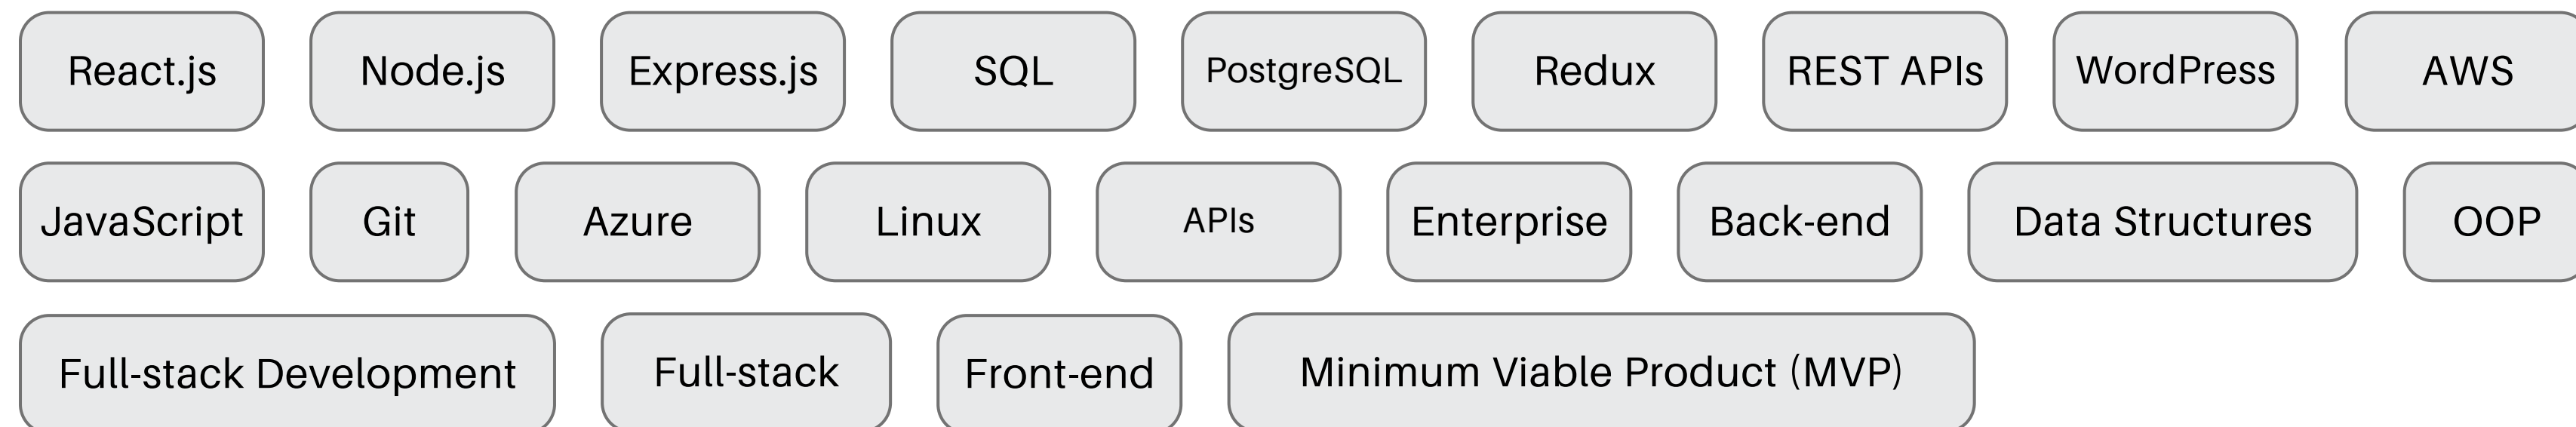 React.js Node.js Express.js SQL PostgreSQL Redux REST APIs WordPress AWS
JavaScript Git Azure Linux APIs Enterprise Back-end Data Structures OOP
Full-stack Development Full-stack Front-end Minimum Viable Product (MVP)